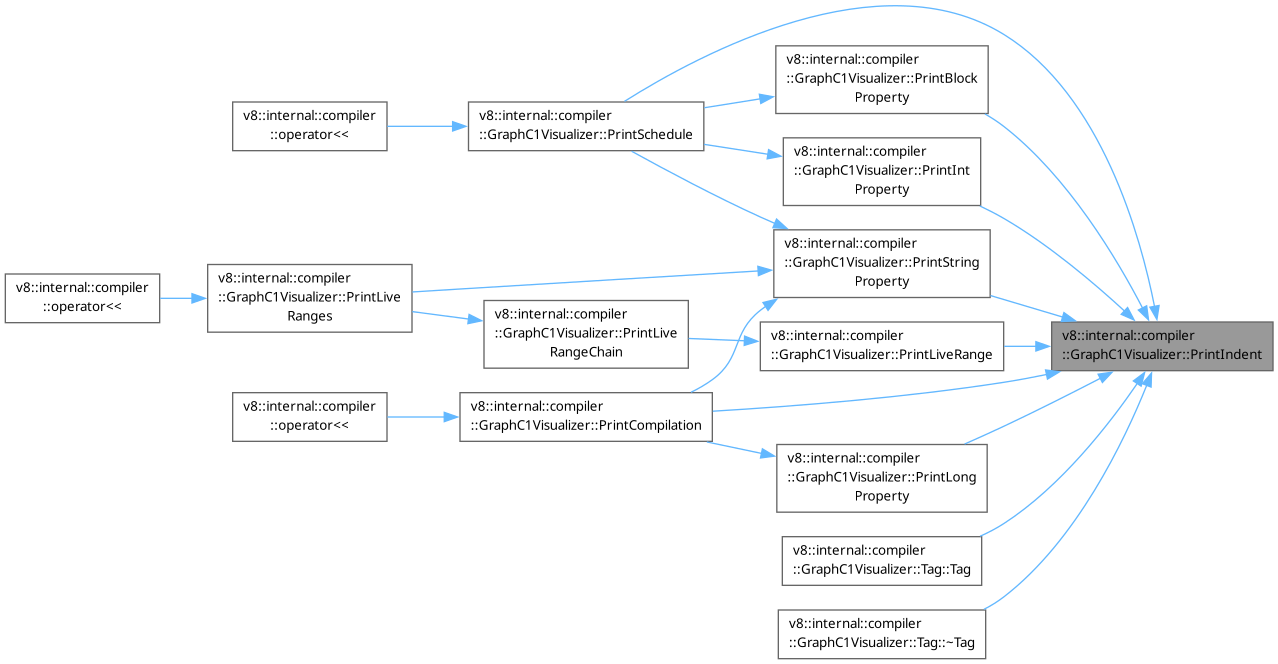 v8::internal::compiler
::GraphC1Visualizer::PrintBlock
Property
v8::internal::compiler
::operator<<
v8::internal::compiler
::GraphC1Visualizer::PrintSchedule
v8::internal::compiler
::GraphC1Visualizer::PrintInt
Property
v8::internal::compiler
::GraphC1Visualizer::PrintString
Property
v8::internal::compiler
::operator<<
v8::internal::compiler
::GraphC1Visualizer::PrintLive
Ranges
v8::internal::compiler
::GraphC1Visualizer::PrintLive
RangeChain
v8::internal::compiler
::GraphC1Visualizer::PrintLiveRange
v8::internal::compiler
::GraphC1Visualizer::PrintIndent
v8::internal::compiler
::operator<<
v8::internal::compiler
::GraphC1Visualizer::PrintCompilation
v8::internal::compiler
::GraphC1Visualizer::PrintLong
Property
v8::internal::compiler
::GraphC1Visualizer::Tag::Tag
v8::internal::compiler
::GraphC1Visualizer::Tag::~Tag